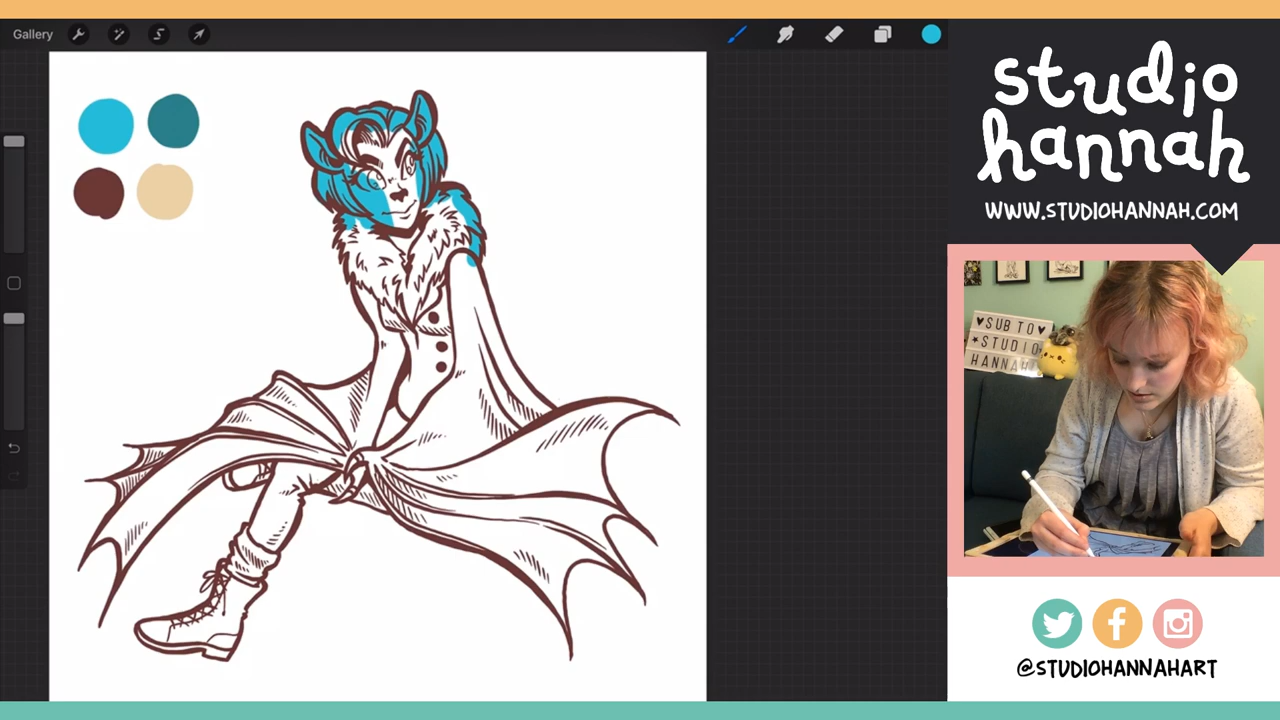 Gallery
studio
hannah
WWW.STUDIOHANNAH.COM
♥SUB TO♥
★STUDIO
HANNAH
@STUDIOHANNAHART